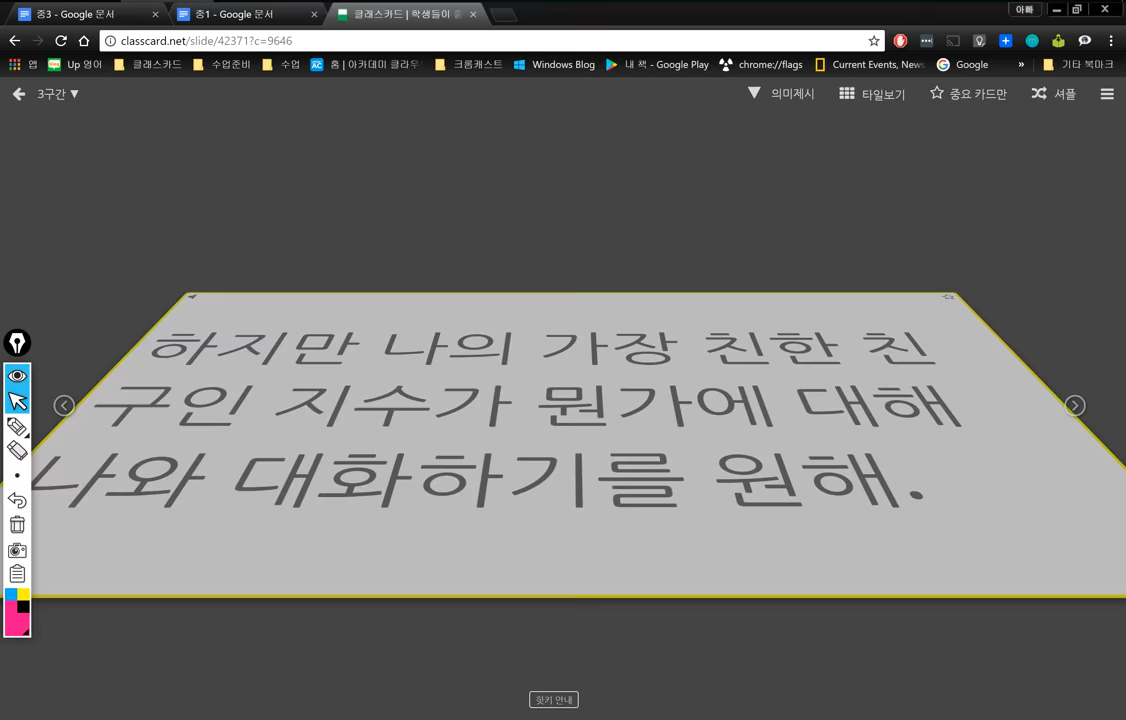 중3 - Google 문서
중1 - Google 문서
클래스카드 | 학생들이
아빠
classcard.net/slide/42371?c=9646
앱
Up 영어
클래스카드
수업준비
수업
홈 | 아카데미 클라우
크롬캐스트
Windows Blog
내 책 - Google Play
chrome://flags
Current Events, News
Google
»
기타 북마크
3구간 ▼
▼ 의미제시
타일보기
중요 카드만
셔플
하지만 나의 가장 친한 친
구인 지수가 뭔가에 대해
나와 대화하기를 원해.
핫키 안내